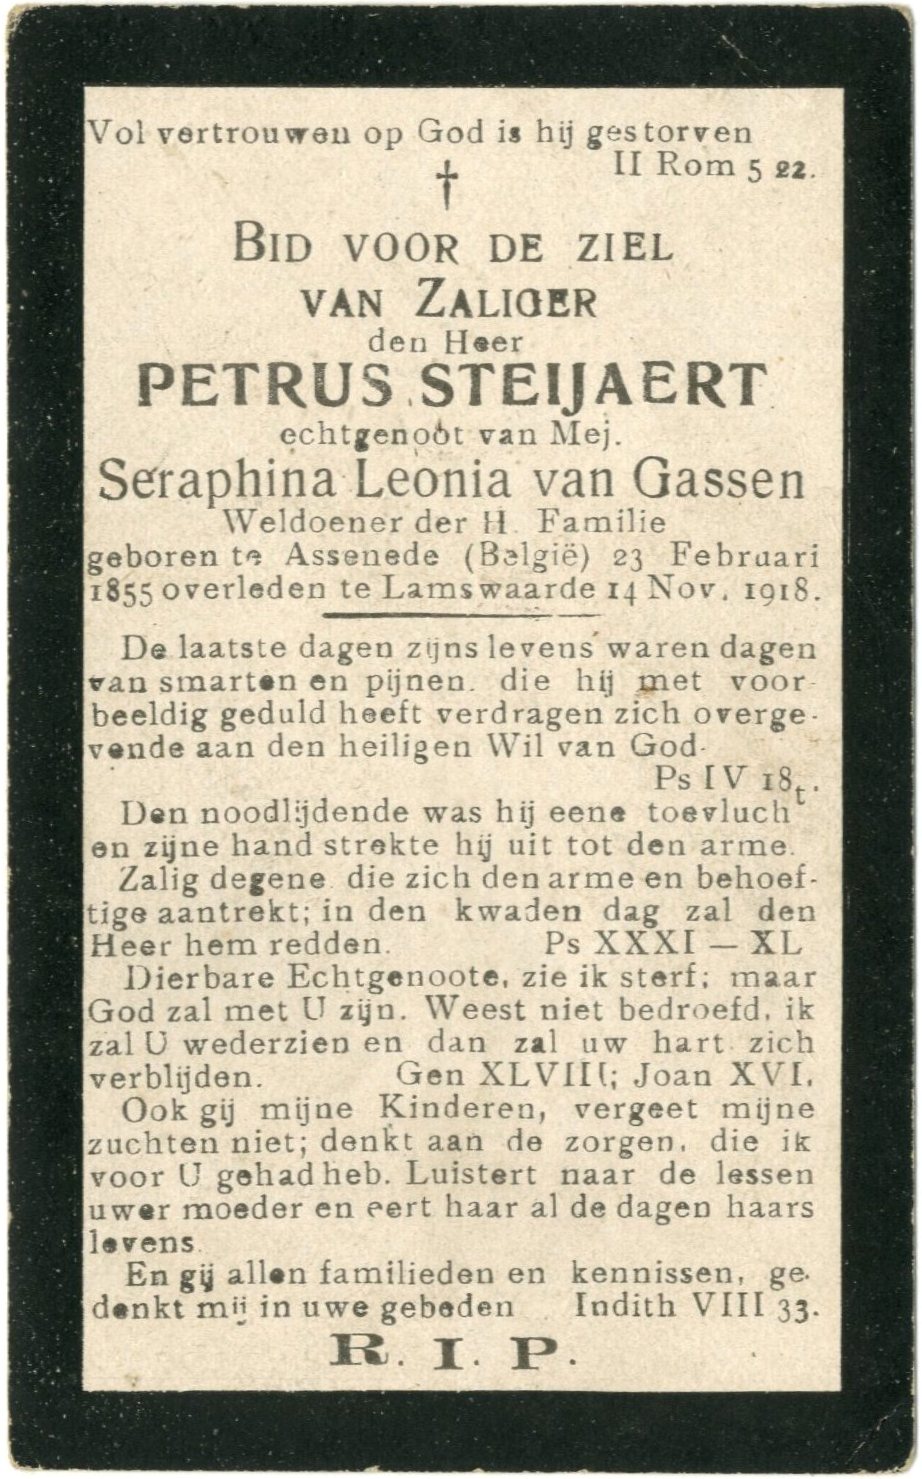 Vol vertrouwen op God is hij gestorven
II Rom 5 22.
†
BID VOOR DE ZIEL
VAN ZALIGER
den Heer
PETRUS STEIJAERT
echtgenoot van Mej.
Seraphina Leonia van Gassen
Weldoener der H. Familie
geboren te Assenede (België) 23 Februari
1855 overleden te Lamswaarde 14 Nov. 1918.
De laatste dagen zijns levens waren dagen
van smarten en pijnen. die hij met voor-
beeldig geduld heeft verdragen zich overge-
vende aan den heiligen Wil van God.
Ps IV 18.
Den noodlijdende was hij eene toevlucht
en zijne hand strekte hij uit tot den arme.
Zalig degene die zich den arme en behoef-
tige aantrekt; in den kwaden dag zal den
Heer hem redden. Ps XXXI — XL
Dierbare Echtgenoote, zie ik sterf; maar
God zal met U zijn. Weest niet bedroefd, ik
zal U wederzien en dan zal uw hart zich
verblijden. Gen XLVIII; Joan XVI.
Ook gij mijne Kinderen, vergeet mijne
zuchten niet; denkt aan de zorgen, die ik
voor U gehad heb. Luistert naar de lessen
uwer moeder en eert haar al de dagen haars
levens.
En gij allen familieden en kennissen, ge-
denkt mij in uwe gebeden Indith VIII 33.
R. I. P.